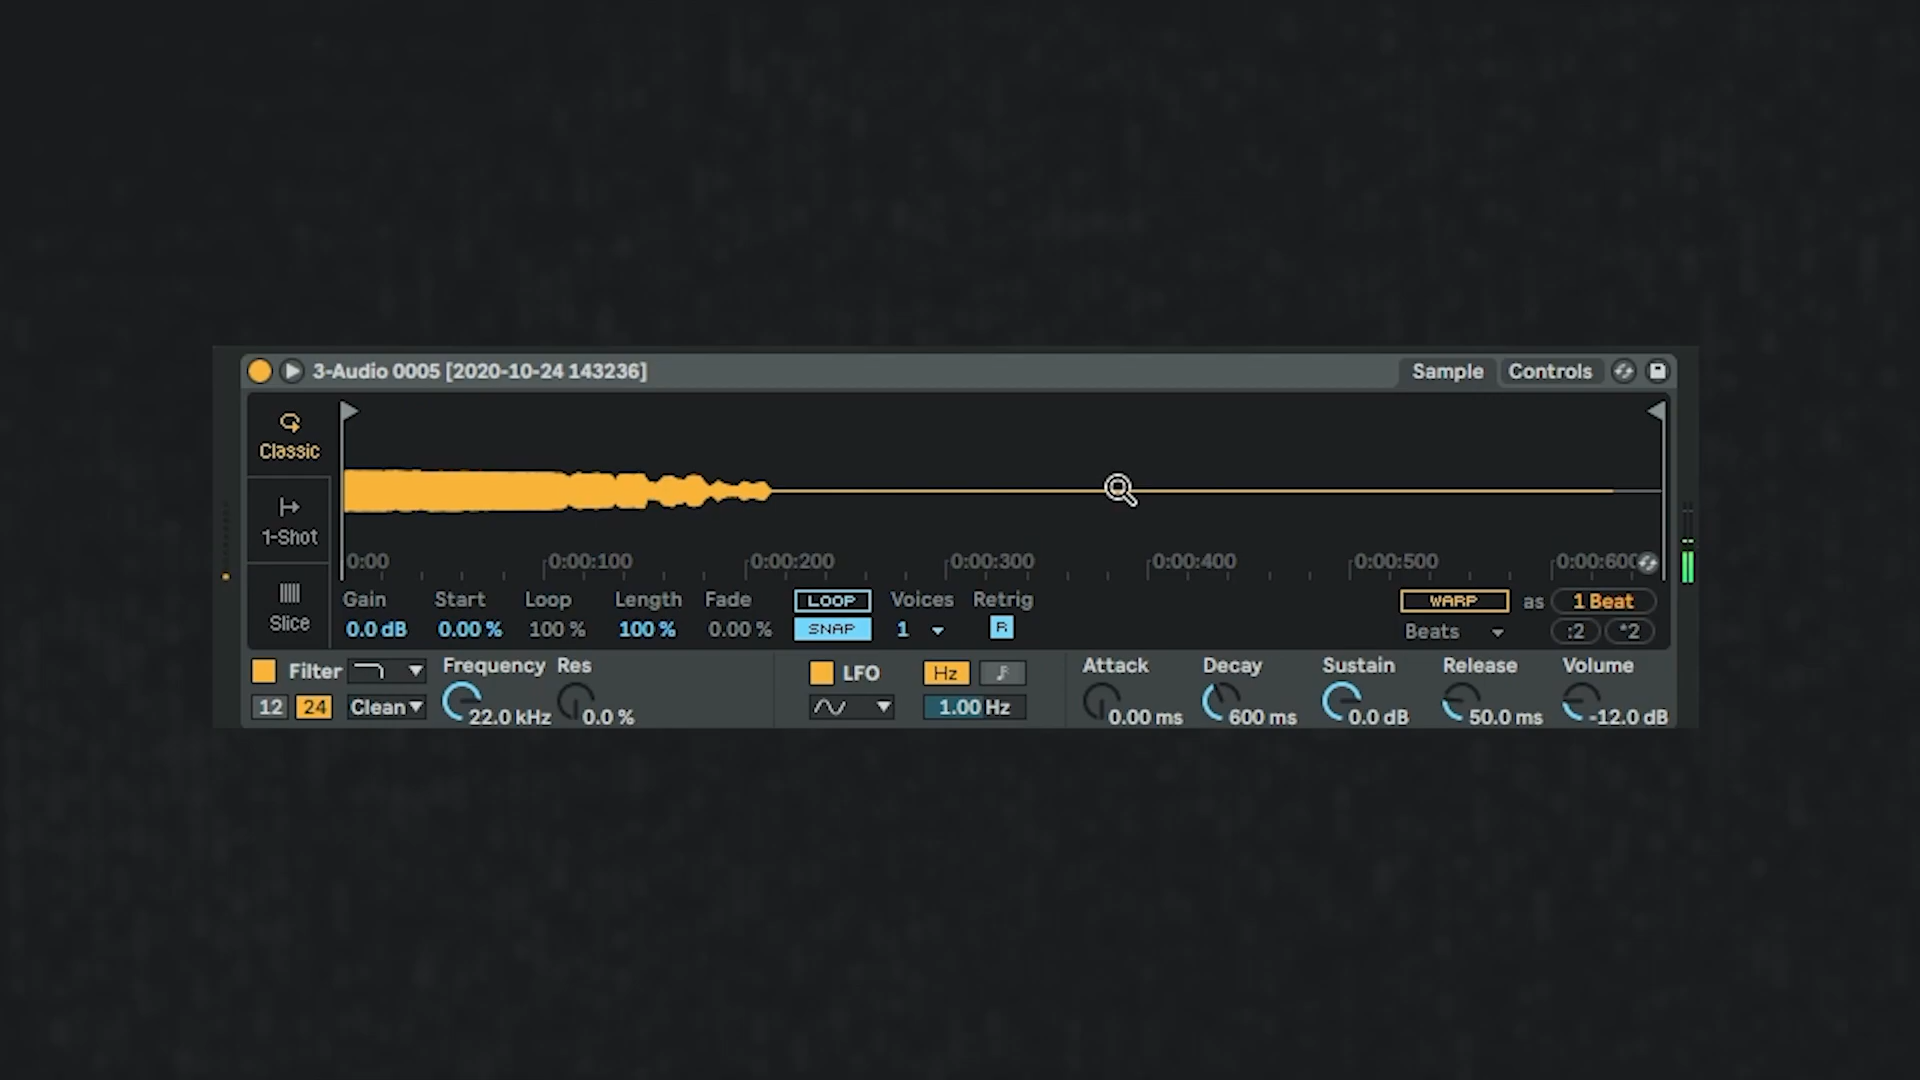 3-Audio 0005 [2020-10-24 143236] Sample Controls
Classic
1-Shot
Slice
0:00 0:00:100 0:00:200 0:00:300 0:00:400 0:00:500 0:00:600
Gain Start Loop Length Fade LOOP Voices Retrig WARP as 1 Beat
0.0 dB 0.00 % 100 % 100 % 0.00 % SNAP 1 R Beats :2 *2
Filter Frequency Res LFO Hz Attack Decay Sustain Release Volume
12 24 Clean 22.0 kHz 0.0 % 1.00 Hz 0.00 ms 600 ms 0.0 dB 50.0 ms -12.0 dB